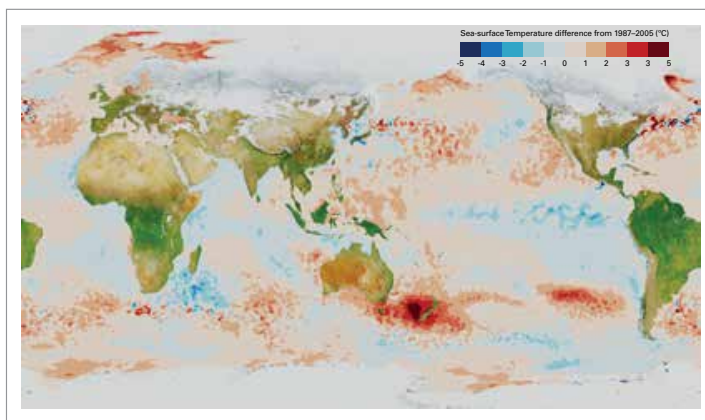 Sea-surface Temperature difference from 1987–2005 (°C)
-5 -4 -3 -2 -1 0 1 2 3 3 5